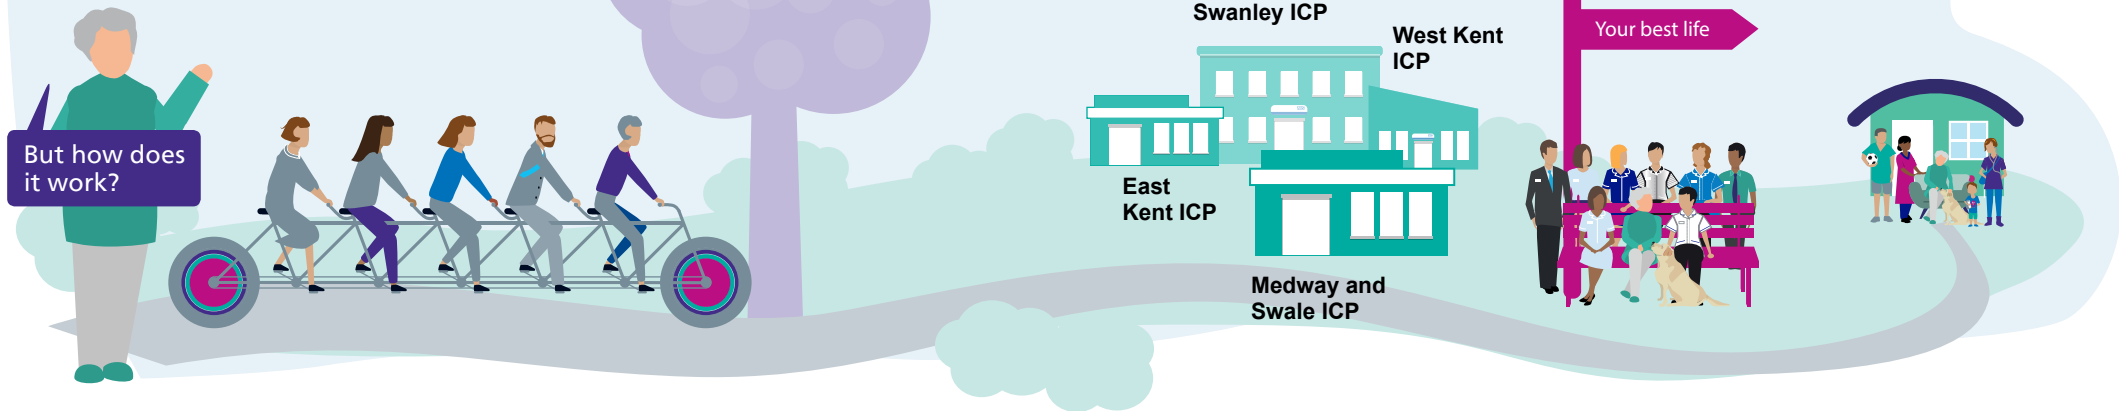 But how does
it work?
Swanley ICP
West Kent
ICP
East
Kent ICP
Medway and
Swale ICP
Your best life